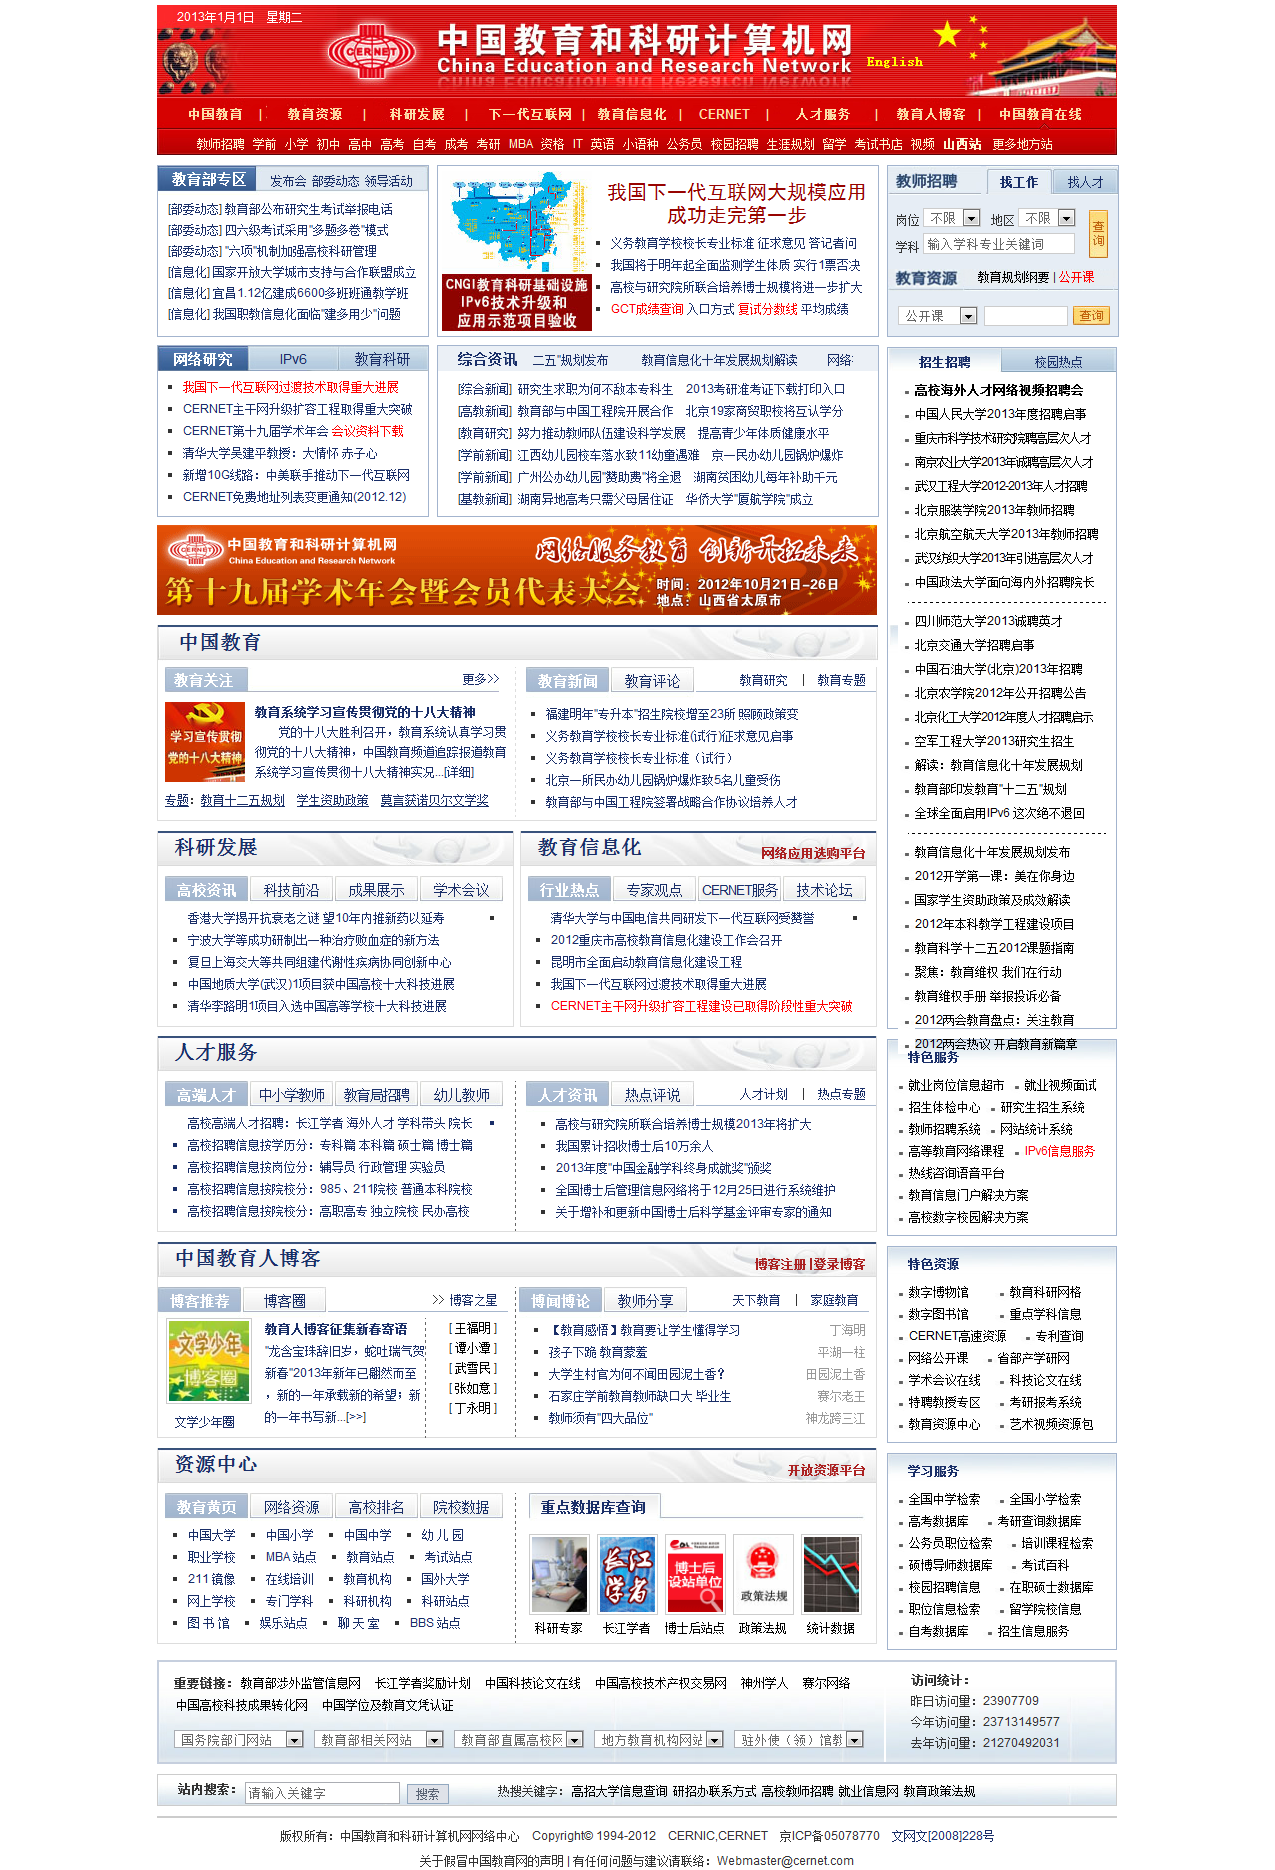 2013年1月1日 星期二
CERNET
中国教育和科研计算机网
China Education and Research Network
English
中国教育 | 教育资源 | 科研发展 | 下一代互联网 | 教育信息化 | CERNET | 人才服务 | 教育人博客 | 中国教育在线
教师招聘 学前 小学 初中 高中 高考 自考 成考 考研 MBA 资格 IT 英语 小语种 公务员 校园招聘 生涯规划 留学 考试书店 视频 山西站 更多地方站
教育部专区 发布会 部委动态 领导活动
[部委动态] 教育部公布研究生考试举报电话
[部委动态] 四六级考试采用"多题多卷"模式
[部委动态] "六项"机制加强高校科研管理
[信息化] 国家开放大学城市支持与合作联盟成立
[信息化] 宜昌1.12亿建成6600多班班通教学班
[信息化] 我国职教信息化面临"建多用少"问题
CNGI教育科研基础设施
IPv6技术升级和
应用示范项目验收
我国下一代互联网大规模应用
成功走完第一步
义务教育学校校长专业标准 征求意见 答记者问
我国将于明年起全面监测学生体质 实行1票否决
高校与研究院所联合培养博士规模将进一步扩大
GCT成绩查询 入口方式 复试分数线 平均成绩
教师招聘 找工作 找人才
岗位 不限 地区 不限
学科 输入学科专业关键词
查询
教育资源 教育规划纲要 | 公开课
公开课 查询
网络研究 IPv6 教育科研
我国下一代互联网过渡技术取得重大进展
CERNET主干网升级扩容工程取得重大突破
CERNET第十九届学术年会 会议资料下载
清华大学吴建平教授：大情怀 赤子心
新增10G线路：中美联手推动下一代互联网
CERNET免费地址列表变更通知(2012.12)
综合资讯 二五"规划发布 教育信息化十年发展规划解读 网络
[综合新闻] 研究生求职为何不敌本专科生 2013考研准考证下载打印入口
[高教新闻] 教育部与中国工程院开展合作 北京19家商贸职校将互认学分
[教育研究] 努力推动教师队伍建设科学发展 提高青少年体质健康水平
[学前新闻] 江西幼儿园校车落水致11幼童遇难 京一民办幼儿园锅炉爆炸
[学前新闻] 广州公办幼儿园"赞助费"将全退 湖南贫困幼儿每年补助千元
[基教新闻] 湖南异地高考只需父母居住证 华侨大学"厦航学院"成立
招生招聘 校园热点
高校海外人才网络视频招聘会
中国人民大学2013年度招聘启事
重庆市科学技术研究院聘高层次人才
南京农业大学2013年诚聘高层次人才
武汉工程大学2012-2013年人才招聘
北京服装学院2013年教师招聘
北京航空航天大学2013年教师招聘
武汉纺织大学2013年引进高层次人才
中国政法大学面向海内外招聘院长
四川师范大学2013诚聘英才
北京交通大学招聘启事
中国石油大学(北京)2013年招聘
北京农学院2012年公开招聘公告
北京化工大学2012年度人才招聘启示
空军工程大学2013研究生招生
解读：教育信息化十年发展规划
教育部印发教育"十二五"规划
全球全面启用IPv6 这次绝不退回
教育信息化十年发展规划发布
2012开学第一课：美在你身边
国家学生资助政策及成效解读
2012年本科教学工程建设项目
教育科学十二五2012课题指南
聚焦：教育维权 我们在行动
教育维权手册 举报投诉必备
2012两会教育盘点：关注教育
2012两会热议 开启教育新篇章
CERNET
中国教育和科研计算机网
China Education and Research Network
网络服务教育 创新开拓未来
第十九届学术年会暨会员代表大会
时间：2012年10月21日-26日
地点：山西省太原市
中国教育
教育关注 更多>>
学习宣传贯彻
党的十八大精神
教育系统学习宣传贯彻党的十八大精神
党的十八大胜利召开，教育系统认真学习贯
彻党的十八大精神，中国教育频道追踪报道教育
系统学习宣传贯彻十八大精神实况...[详细]
专题：教育十二五规划 学生资助政策 莫言获诺贝尔文学奖
教育新闻 教育评论 教育研究 | 教育专题
福建明年"专升本"招生院校增至23所 照顾政策变
义务教育学校校长专业标准(试行)征求意见启事
义务教育学校校长专业标准（试行）
北京一所民办幼儿园锅炉爆炸致5名儿童受伤
教育部与中国工程院签署战略合作协议培养人才
科研发展
高校资讯 科技前沿 成果展示 学术会议
香港大学揭开抗衰老之谜 望10年内推新药以延寿
宁波大学等成功研制出一种治疗败血症的新方法
复旦上海交大等共同组建代谢性疾病协同创新中心
中国地质大学(武汉)1项目获中国高校十大科技进展
清华李路明1项目入选中国高等学校十大科技进展
教育信息化 网络应用选购平台
行业热点 专家观点 CERNET服务 技术论坛
清华大学与中国电信共同研发下一代互联网受赞誉
2012重庆市高校教育信息化建设工作会召开
昆明市全面启动教育信息化建设工程
我国下一代互联网过渡技术取得重大进展
CERNET主干网升级扩容工程建设已取得阶段性重大突破
人才服务
高端人才 中小学教师 教育局招聘 幼儿教师
高校高端人才招聘：长江学者 海外人才 学科带头 院长
高校招聘信息按学历分：专科篇 本科篇 硕士篇 博士篇
高校招聘信息按岗位分：辅导员 行政管理 实验员
高校招聘信息按院校分：985、211院校 普通本科院校
高校招聘信息按院校分：高职高专 独立院校 民办高校
人才资讯 热点评说 人才计划 | 热点专题
高校与研究院所联合培养博士规模2013年将扩大
我国累计招收博士后10万余人
2013年度"中国金融学科终身成就奖"颁奖
全国博士后管理信息网络将于12月25日进行系统维护
关于增补和更新中国博士后科学基金评审专家的通知
特色服务
就业岗位信息超市 就业视频面试
招生体检中心 研究生招生系统
教师招聘系统 网站统计系统
高等教育网络课程 IPv6信息服务
热线咨询语音平台
教育信息门户解决方案
高校数字校园解决方案
中国教育人博客 博客注册 | 登录博客
博客推荐 博客圈 >> 博客之星
文学少年
博客圈
文学少年圈
教育人博客征集新春寄语
"龙含宝珠辞旧岁，蛇吐瑞气贺
新春"2013年新年已翩然而至
，新的一年承载新的希望；新
的一年书写新...[>>]
[ 王福明 ]
[ 谭小潭 ]
[ 武雪民 ]
[ 张如意 ]
[ 丁永明 ]
博闻博论 教师分享 天下教育 | 家庭教育
【教育感悟】教育要让学生懂得学习 丁海明
孩子下跪 教育蒙羞 平湖一柱
大学生村官为何不闻田园泥土香? 田园泥土香
石家庄学前教育教师缺口大 毕业生 赛尔老王
教师须有"四大品位" 神龙跨三江
特色资源
数字博物馆 教育科研网格
数字图书馆 重点学科信息
CERNET高速资源 专利查询
网络公开课 省部产学研网
学术会议在线 科技论文在线
特聘教授专区 考研报考系统
教育资源中心 艺术视频资源包
资源中心 开放资源平台
教育黄页 网络资源 高校排名 院校数据
中国大学 中国小学 中国中学 幼 儿 园
职业学校 MBA 站点 教育站点 考试站点
211 镜像 在线培训 教育机构 国外大学
网上学校 专门学科 科研机构 科研站点
图 书 馆 娱乐站点 聊 天 室 BBS 站点
重点数据库查询
长江学者
博士后
设站单位
政策法规
科研专家 长江学者 博士后站点 政策法规 统计数据
学习服务
全国中学检索 全国小学检索
高考数据库 考研查询数据库
公务员职位检索 培训课程检索
硕博导师数据库 考试百科
校园招聘信息 在职硕士数据库
职位信息检索 留学院校信息
自考数据库 招生信息服务
重要链接：教育部涉外监管信息网 长江学者奖励计划 中国科技论文在线 中国高校技术产权交易网 神州学人 赛尔网络
中国高校科技成果转化网 中国学位及教育文凭认证
国务院部门网站 教育部相关网站 教育部直属高校网 地方教育机构网站 驻外使（领）馆教
访问统计：
昨日访问量：23907709
今年访问量：23713149577
去年访问量：21270492031
站内搜索： 请输入关键字 搜索 热搜关键字：高招大学信息查询 研招办联系方式 高校教师招聘 就业信息网 教育政策法规
版权所有：中国教育和科研计算机网网络中心 Copyright© 1994-2012 CERNIC,CERNET 京ICP备05078770 文网文[2008]228号
关于假冒中国教育网的声明 | 有任何问题与建议请联络：Webmaster@cernet.com